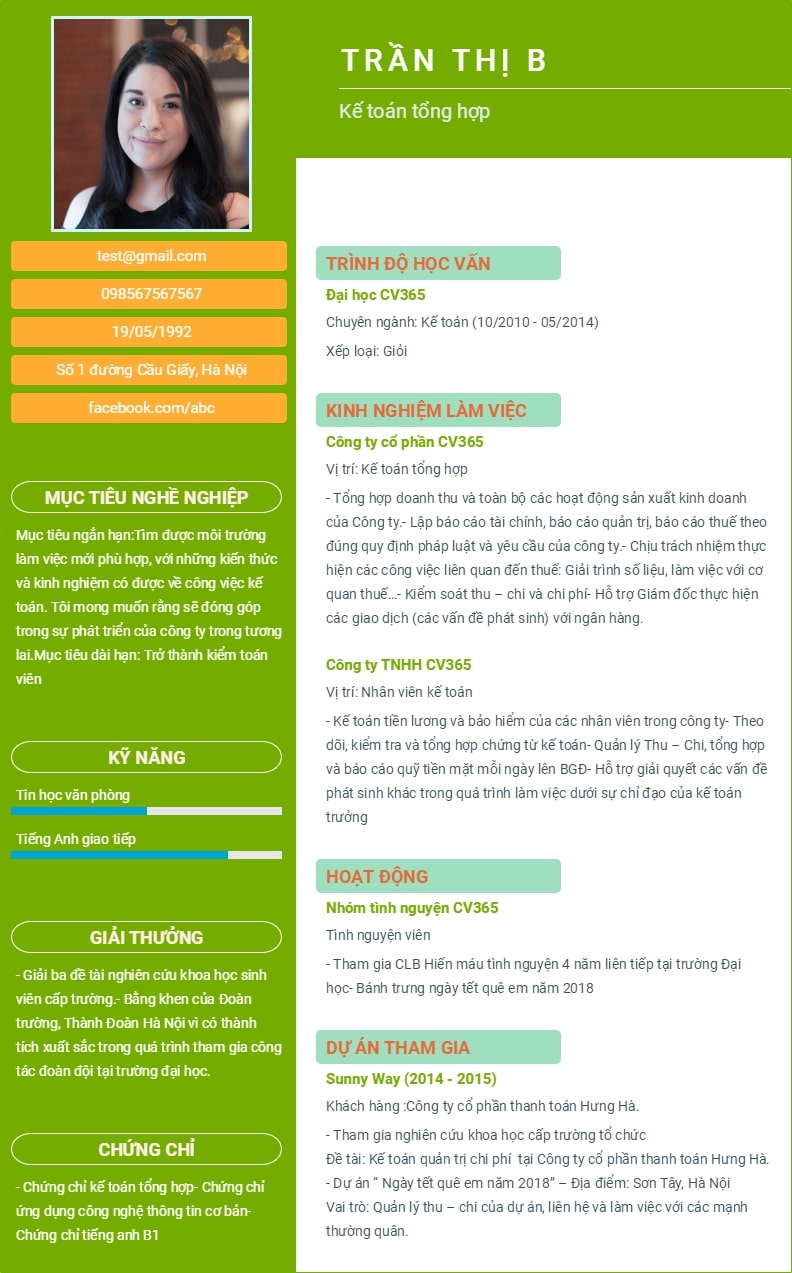 TRẦN THỊ B
Kế toán tổng hợp
test@gmail.com
098567567567
19/05/1992
Số 1 đường Cầu Giấy, Hà Nội
facebook.com/abc
MỤC TIÊU NGHỀ NGHIỆP
Mục tiêu ngắn hạn:Tìm được môi trường
làm việc mới phù hợp, với những kiến thức
và kinh nghiệm có được về công việc kế
toán. Tôi mong muốn rằng sẽ đóng góp
trong sự phát triển của công ty trong tương
lai.Mục tiêu dài hạn: Trở thành kiểm toán
viên
KỸ NĂNG
Tin học văn phòng
Tiếng Anh giao tiếp
GIẢI THƯỞNG
- Giải ba đề tài nghiên cứu khoa học sinh
viên cấp trường.- Bằng khen của Đoàn
trường, Thành Đoàn Hà Nội vì có thành
tích xuất sắc trong quá trình tham gia công
tác đoàn đội tại trường đại học.
CHỨNG CHỈ
- Chứng chỉ kế toán tổng hợp- Chứng chỉ
ứng dụng công nghệ thông tin cơ bản-
Chứng chỉ tiếng anh B1
TRÌNH ĐỘ HỌC VẤN
Đại học CV365
Chuyên ngành: Kế toán (10/2010 - 05/2014)
Xếp loại: Giỏi
KINH NGHIỆM LÀM VIỆC
Công ty cổ phần CV365
Vị trí: Kế toán tổng hợp
- Tổng hợp doanh thu và toàn bộ các hoạt động sản xuất kinh doanh
của Công ty.- Lập báo cáo tài chính, báo cáo quản trị, báo cáo thuế theo
đúng quy định pháp luật và yêu cầu của công ty.- Chịu trách nhiệm thực
hiện các công việc liên quan đến thuế: Giải trình số liệu, làm việc với cơ
quan thuế…- Kiểm soát thu – chi và chi phí- Hỗ trợ Giám đốc thực hiện
các giao dịch (các vấn đề phát sinh) với ngân hàng.
Công ty TNHH CV365
Vị trí: Nhân viên kế toán
- Kế toán tiền lương và bảo hiểm của các nhân viên trong công ty- Theo
dõi, kiểm tra và tổng hợp chứng từ kế toán- Quản lý Thu – Chi, tổng hợp
và báo cáo quỹ tiền mặt mỗi ngày lên BGĐ- Hỗ trợ giải quyết các vấn đề
phát sinh khác trong quá trình làm việc dưới sự chỉ đạo của kế toán
trưởng
HOẠT ĐỘNG
Nhóm tình nguyện CV365
Tình nguyện viên
- Tham gia CLB Hiến máu tình nguyện 4 năm liên tiếp tại trường Đại
học- Bánh trưng ngày tết quê em năm 2018
DỰ ÁN THAM GIA
Sunny Way (2014 - 2015)
Khách hàng :Công ty cổ phần thanh toán Hưng Hà.
- Tham gia nghiên cứu khoa học cấp trường tổ chức
Đề tài: Kế toán quản trị chi phí  tại Công ty cổ phần thanh toán Hưng Hà.
- Dự án “ Ngày tết quê em năm 2018” – Địa điểm: Sơn Tây, Hà Nội
Vai trò: Quản lý thu – chi của dự án, liên hệ và làm việc với các mạnh
thường quân.